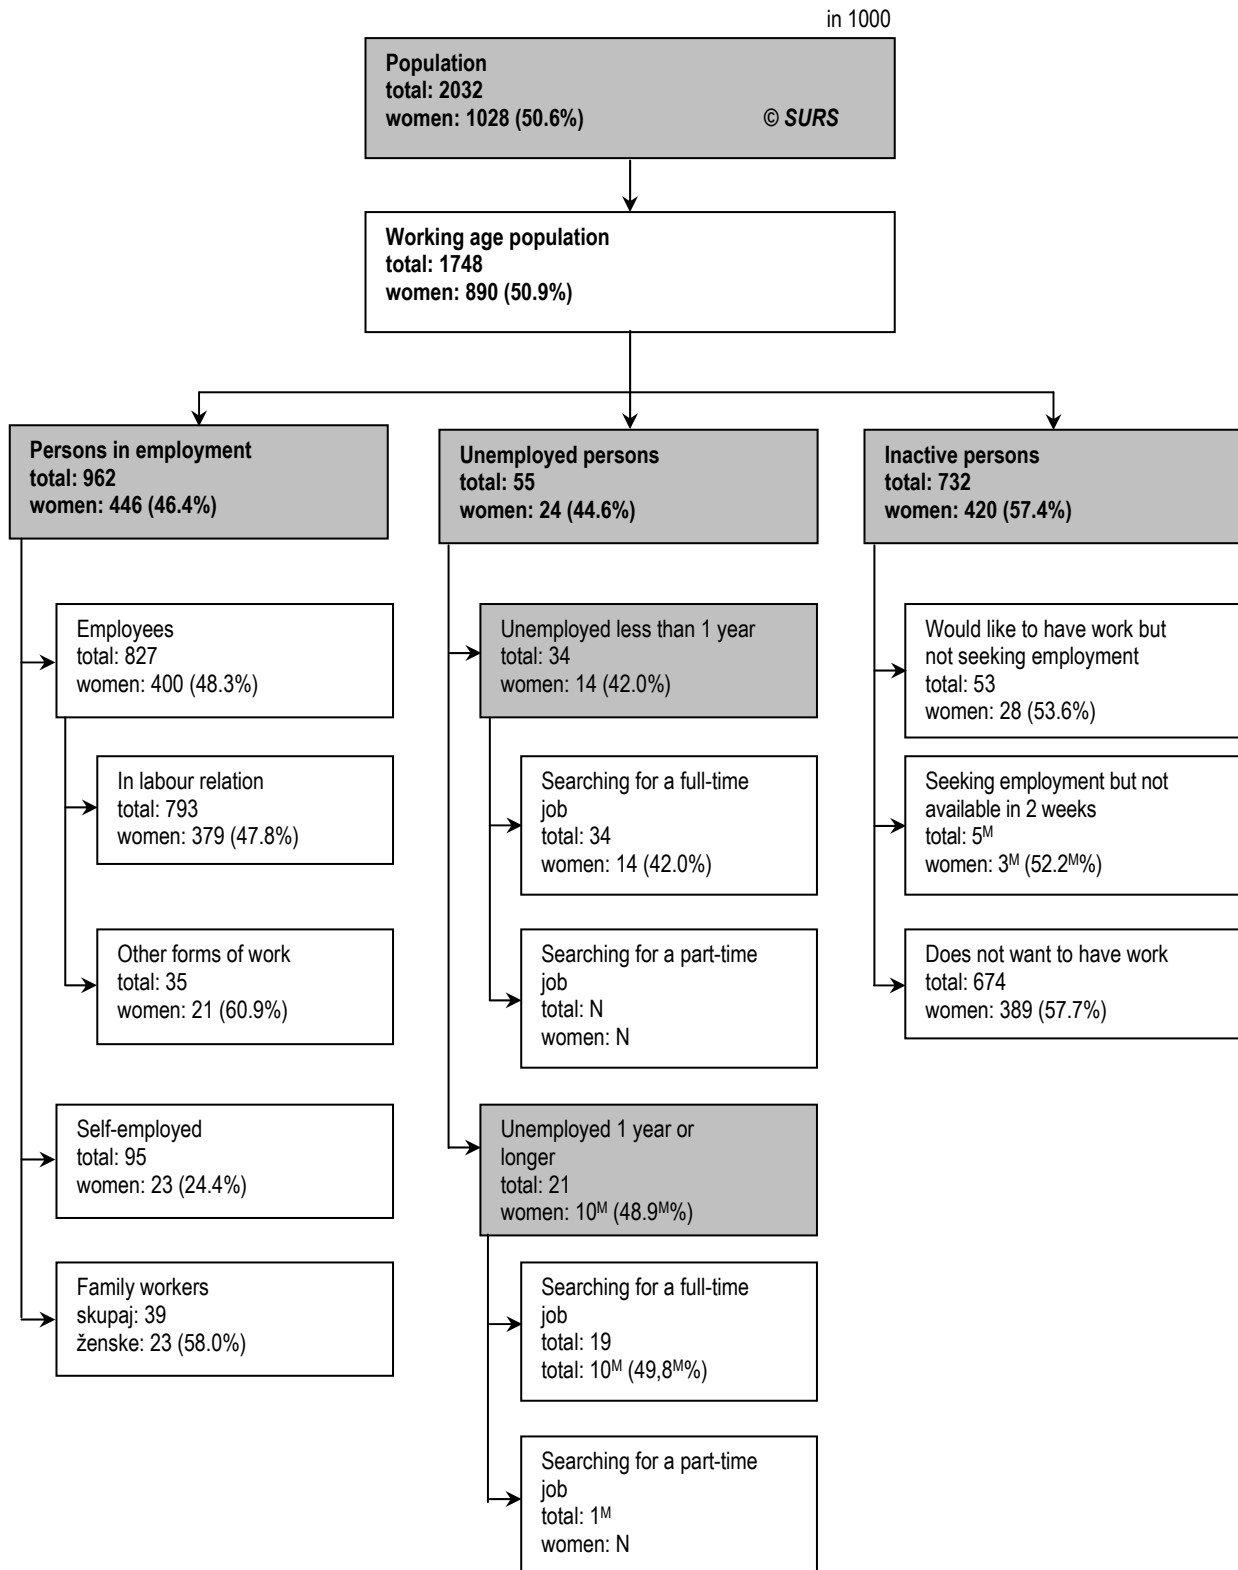 in 1000
Population
total: 2032
women: 1028 (50.6%) © SURS
Working age population
total: 1748
women: 890 (50.9%)
Persons in employment
total: 962
women: 446 (46.4%)
Employees
total: 827
women: 400 (48.3%)
In labour relation
total: 793
women: 379 (47.8%)
Other forms of work
total: 35
women: 21 (60.9%)
Self-employed
total: 95
women: 23 (24.4%)
Family workers
skupaj: 39
ženske: 23 (58.0%)
Unemployed persons
total: 55
women: 24 (44.6%)
Unemployed less than 1 year
total: 34
women: 14 (42.0%)
Searching for a full-time
job
total: 34
women: 14 (42.0%)
Searching for a part-time
job
total: N
women: N
Unemployed 1 year or
longer
total: 21
women: 10ᴹ (48.9ᴹ%)
Searching for a full-time
job
total: 19
total: 10ᴹ (49,8ᴹ%)
Searching for a part-time
job
total: 1ᴹ
women: N
Inactive persons
total: 732
women: 420 (57.4%)
Would like to have work but
not seeking employment
total: 53
women: 28 (53.6%)
Seeking employment but not
available in 2 weeks
total: 5ᴹ
women: 3ᴹ (52.2ᴹ%)
Does not want to have work
total: 674
women: 389 (57.7%)